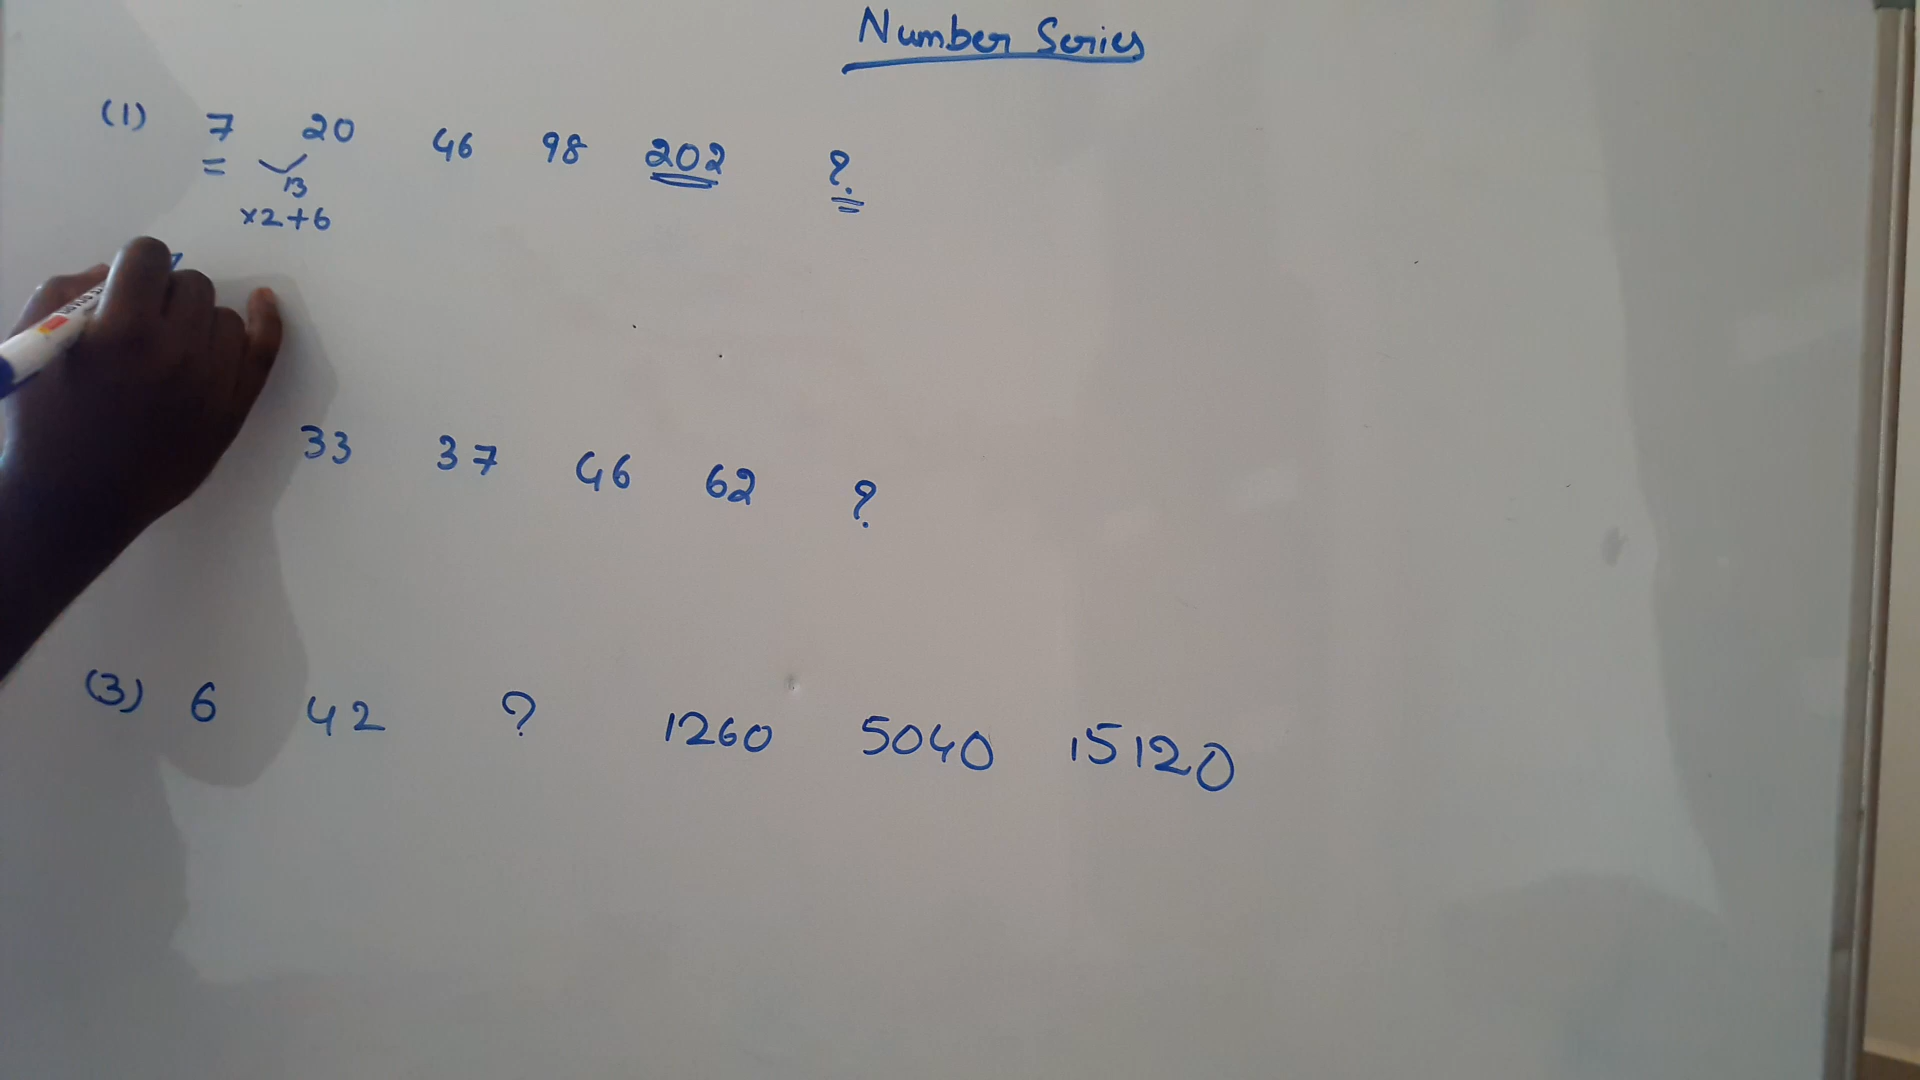 Number Series
(1) 7 20 46 98 202 ?
13
×2+6
33 37 46 62 ?
(3) 6 42 ? 1260 5040 15120